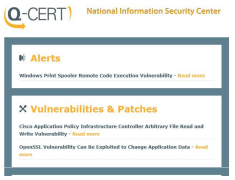 Q-CERT
National Information Security Center
Alerts
Windows Print Spooler Remote Code Execution Vulnerability - Read more
Vulnerabilities & Patches
Cisco Application Policy Infrastructure Controller Arbitrary File Read and
Write Vulnerability - Read more
OpenSSL Vulnerability Can Be Exploited to Change Application Data - Read
more